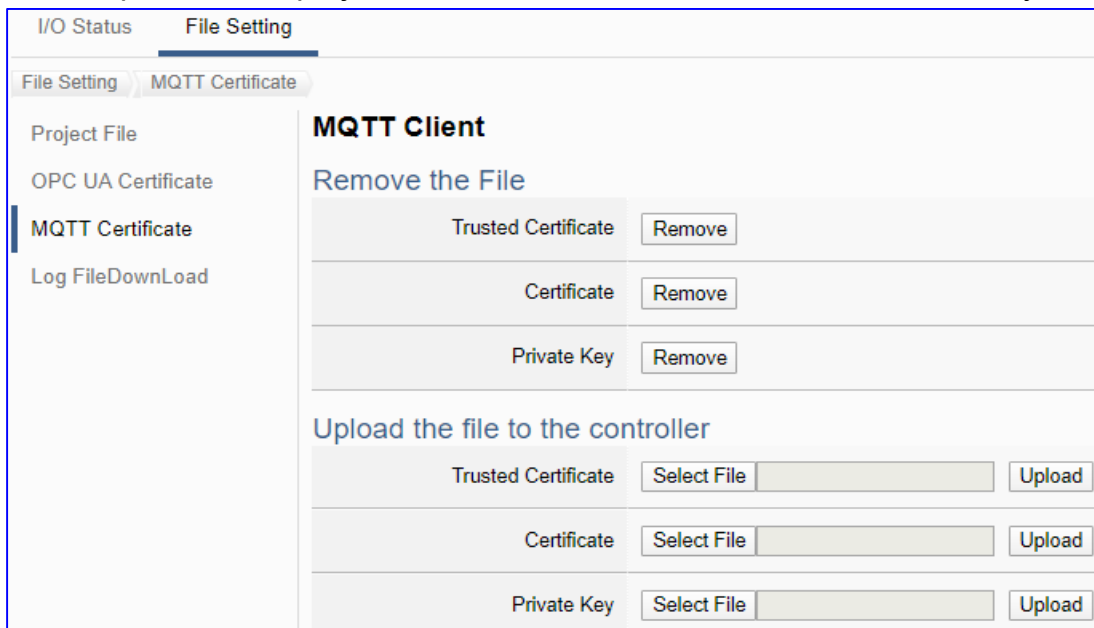 I/O Status File Setting
File Setting MQTT Certificate
Project File
OPC UA Certificate
MQTT Certificate
Log FileDownLoad
MQTT Client
Remove the File
Trusted Certificate Remove
Certificate Remove
Private Key Remove
Upload the file to the controller
Trusted Certificate Select File Upload
Certificate Select File Upload
Private Key Select File Upload